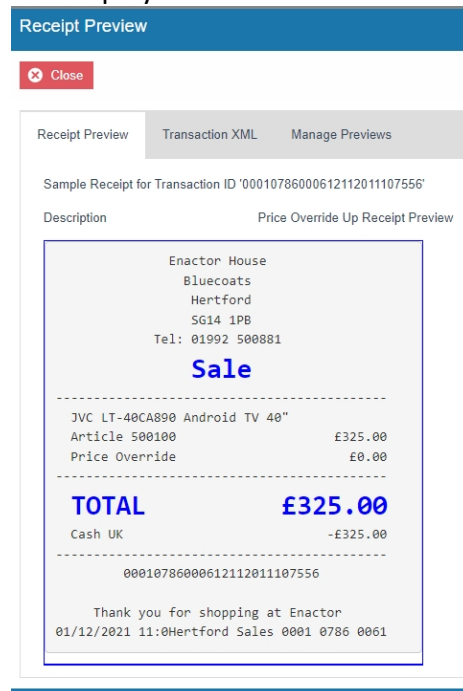 Receipt Preview
Close
Receipt Preview Transaction XML Manage Previews
Sample Receipt for Transaction ID '00010786000612112011107556'
Description Price Override Up Receipt Preview
Enactor House
Bluecoats
Hertford
SG14 1PB
Tel: 01992 500881
Sale
----------------------------------------
JVC LT-40CA890 Android TV 40"
Article 500100 £325.00
Price Override £0.00
----------------------------------------
TOTAL £325.00
Cash UK -£325.00
----------------------------------------
00010786000612112011107556
Thank you for shopping at Enactor
01/12/2021 11:0Hertford Sales 0001 0786 0061